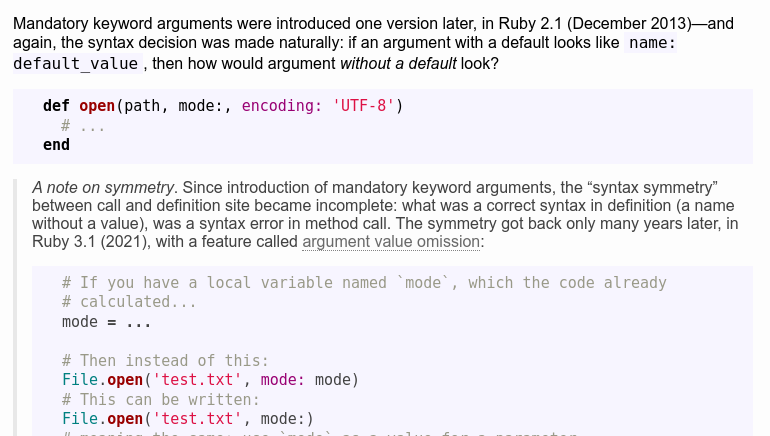 Mandatory keyword arguments were introduced one version later, in Ruby 2.1 (December 2013)—and
again, the syntax decision was made naturally: if an argument with a default looks like name:
default_value , then how would argument without a default look?
def open(path, mode:, encoding: 'UTF-8')
# ...
end
A note on symmetry. Since introduction of mandatory keyword arguments, the “syntax symmetry”
between call and definition site became incomplete: what was a correct syntax in definition (a name
without a value), was a syntax error in method call. The symmetry got back only many years later, in
Ruby 3.1 (2021), with a feature called argument value omission:
# If you have a local variable named `mode`, which the code already
# calculated...
mode = ...
# Then instead of this:
File.open('test.txt', mode: mode)
# This can be written:
File.open('test.txt', mode:)